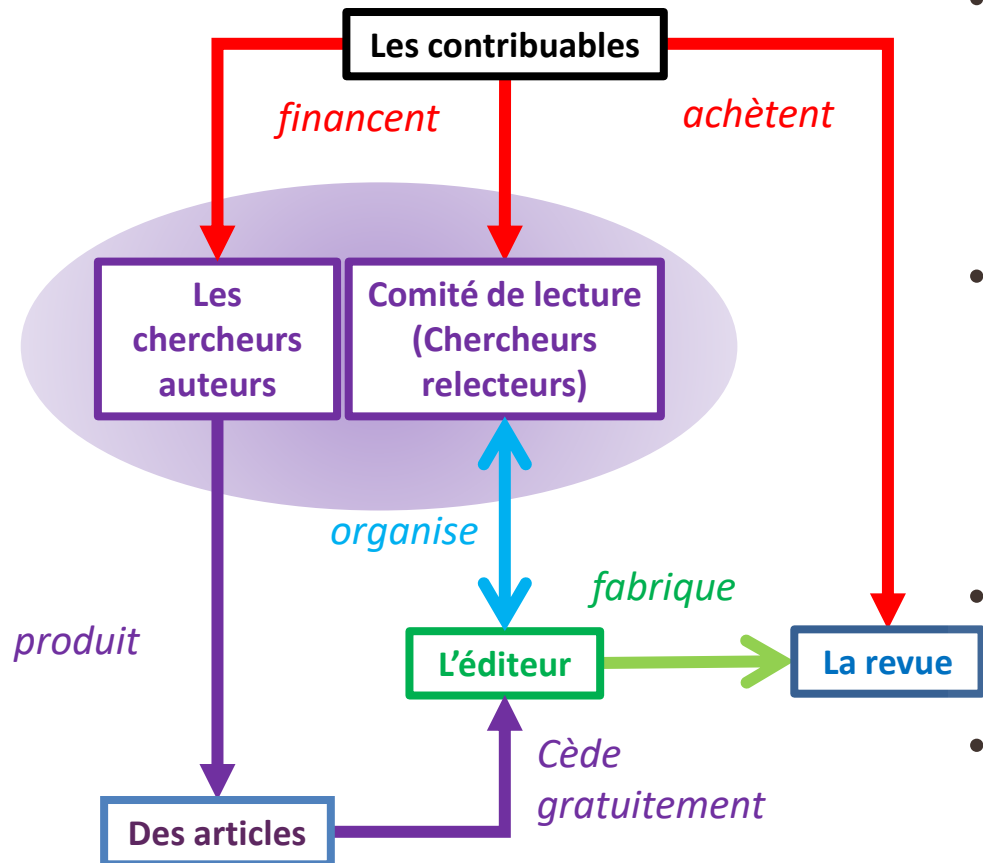 Les contribuables
financent
achètent
Les
chercheurs
auteurs
Comité de lecture
(Chercheurs
relecteurs)
organise
fabrique
produit
L’éditeur
La revue
Cède
gratuitement
Des articles